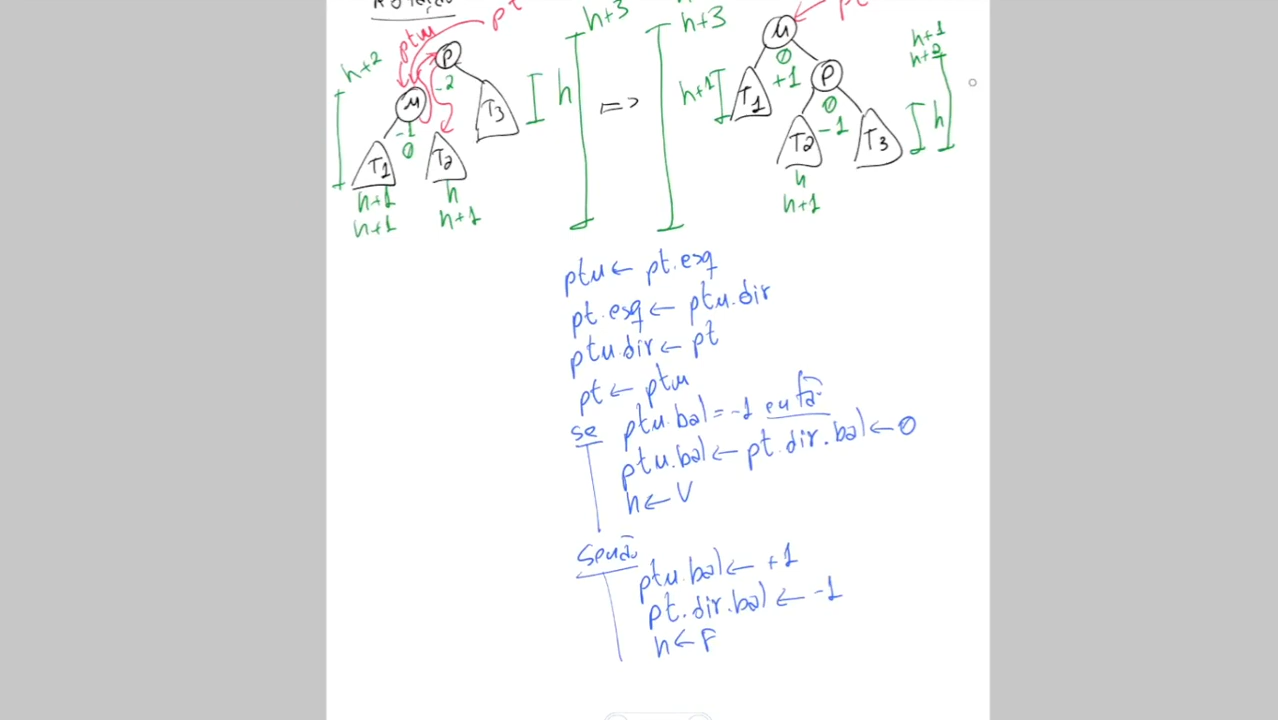 Rotação
pt
ptu
h+2
p
-2
u
-1
0
T1
T2
T3
h+1
h+1
h
h+1
h
h+3
=>
h+3
pt
u
0
+1
h+1
T1
p
0
-1
T2
T3
h
h+1
h
h+1
h+2
ptu ← pt.esq
pt.esq ← ptu.dir
ptu.dir ← pt
pt ← ptu
se ptu.bal = -1 então
ptu.bal ← pt.dir.bal ← 0
h ← V
senão
ptu.bal ← +1
pt.dir.bal ← -1
h ← F